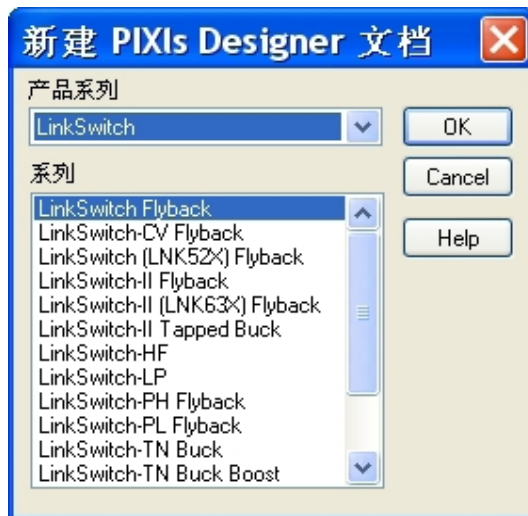 新建 PIXIs Designer 文档
产品系列
LinkSwitch
OK
系列
Cancel
LinkSwitch Flyback
LinkSwitch-CV Flyback
Help
LinkSwitch (LNK52X) Flyback
LinkSwitch-II Flyback
LinkSwitch-II (LNK63X) Flyback
LinkSwitch-II Tapped Buck
LinkSwitch-HF
LinkSwitch-LP
LinkSwitch-PH Flyback
LinkSwitch-PL Flyback
LinkSwitch-TN Buck
LinkSwitch-TN Buck Boost